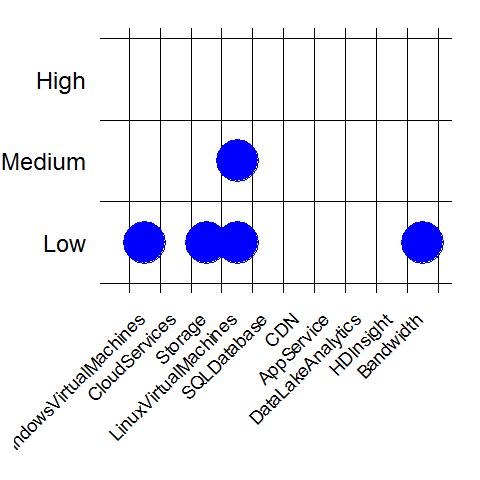 High
Medium
Low
ndowsVirtualMachines
CloudServices
Storage
LinuxVirtualMachines
SQLDatabase
CDN
AppService
DataLakeAnalytics
HDInsight
Bandwidth